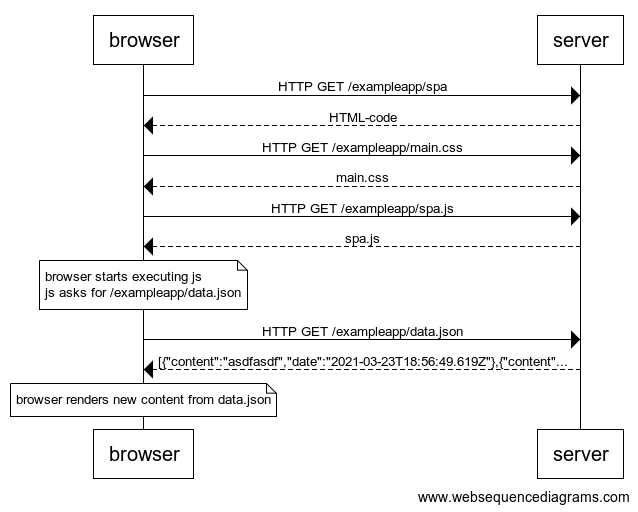 browser server
HTTP GET /exampleapp/spa
HTML-code
HTTP GET /exampleapp/main.css
main.css
HTTP GET /exampleapp/spa.js
spa.js
browser starts executing js
js asks for /exampleapp/data.json
HTTP GET /exampleapp/data.json
[{"content":"asdfasdf","date":"2021-03-23T18:56:49.619Z"},{"content"...
browser renders new content from data.json
browser server
www.websequencediagrams.com